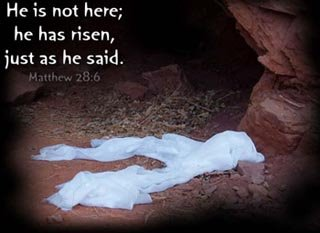 He is not here;
he has risen,
just as he said.
Matthew 28:6